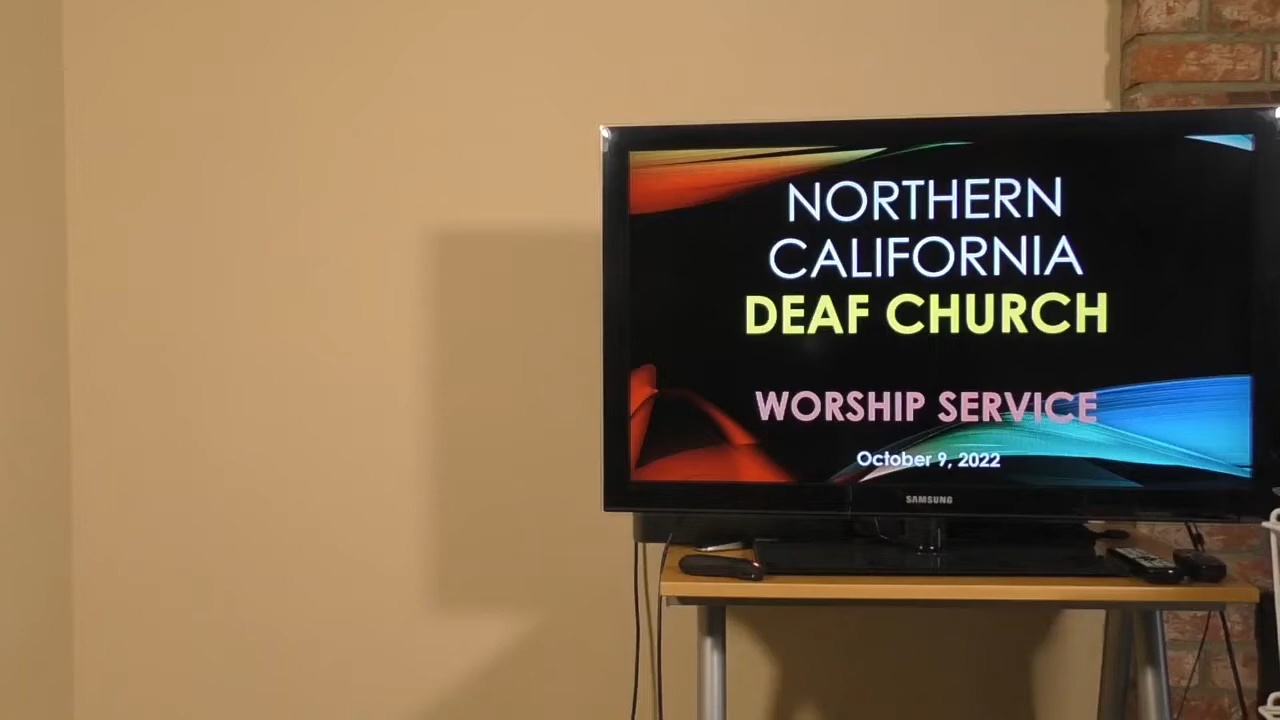 NORTHERN
CALIFORNIA
DEAF CHURCH
WORSHIP SERVICE
October 9, 2022
SAMSUNG